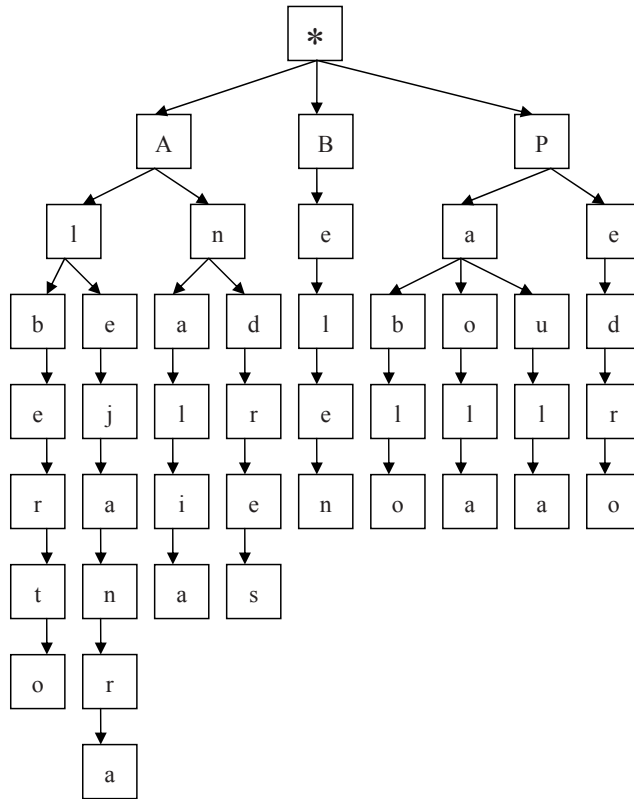 *
A B P
l n e a e
b e a d l b o u d
e j l r e l l l r
r a i e n o a a o
t n a s
o r
a